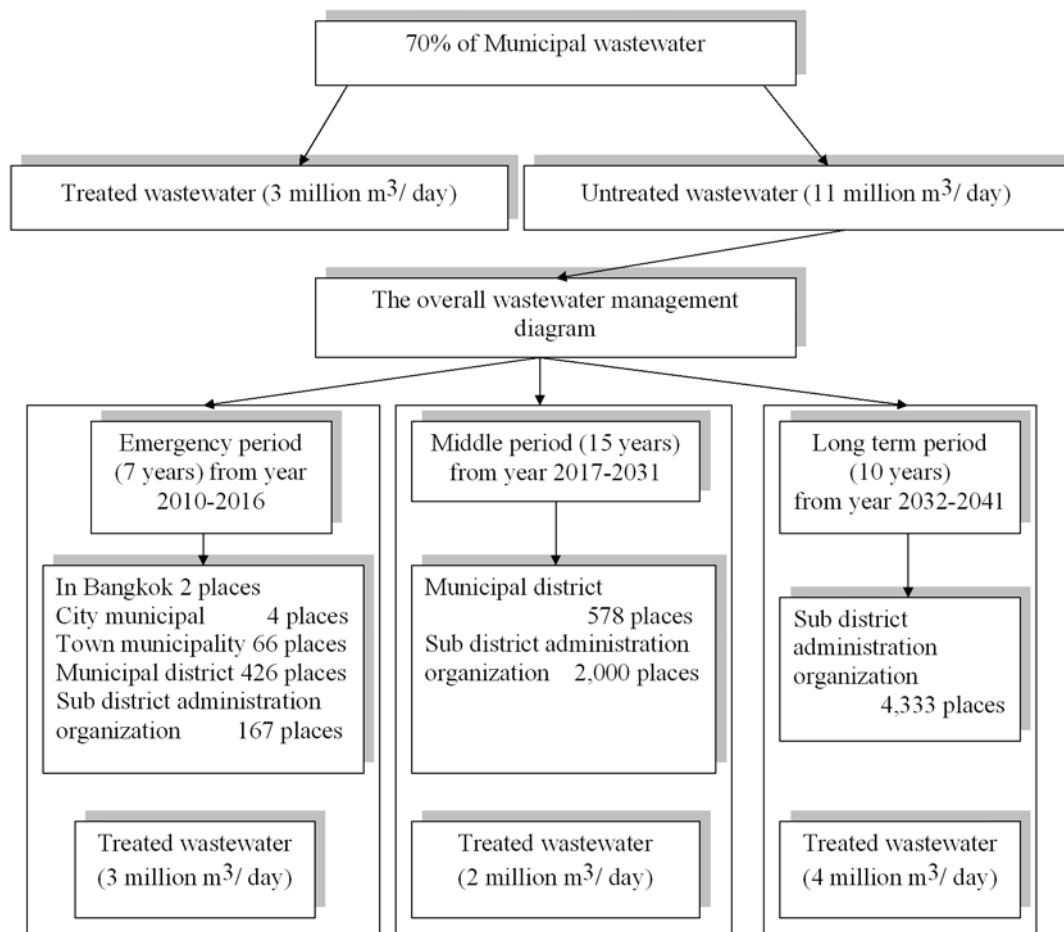 70% of Municipal wastewater
Treated wastewater (3 million m³/ day)
Untreated wastewater (11 million m³/ day)
The overall wastewater management
diagram
Emergency period
(7 years) from year
2010-2016
In Bangkok 2 places
City municipal 4 places
Town municipality 66 places
Municipal district 426 places
Sub district administration
organization 167 places
Treated wastewater
(3 million m³/ day)
Middle period (15 years)
from year 2017-2031
Municipal district
578 places
Sub district administration
organization 2,000 places
Treated wastewater
(2 million m³/ day)
Long term period
(10 years)
from year 2032-2041
Sub district
administration
organization
4,333 places
Treated wastewater
(4 million m³/ day)